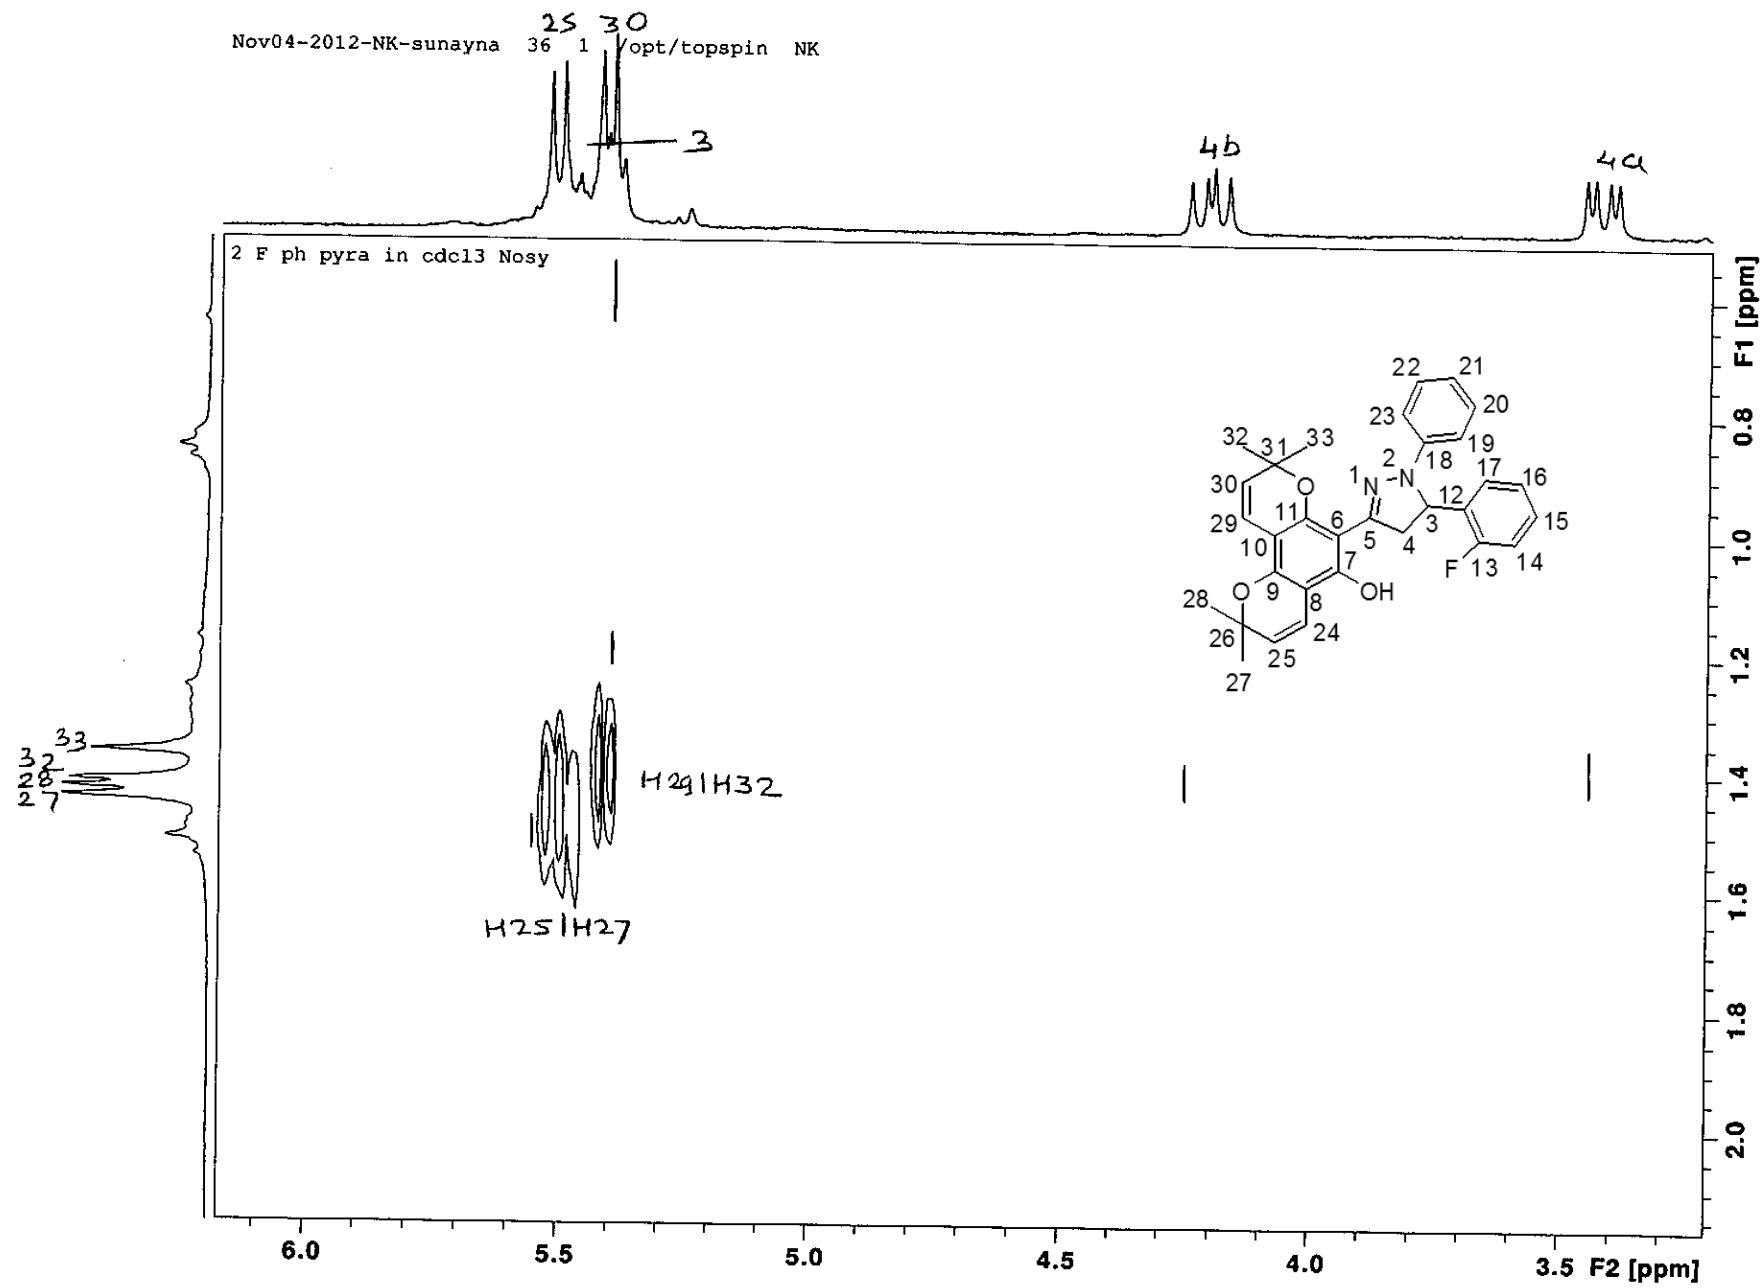 25 30
Nov04-2012-NK-sunayna 36 1 /opt/topspin NK
3
4b
4a
2 F ph pyra in cdcl3 Nosy
F1 [ppm]
22 21
23 20
32 33 19
31 2 18 17
30 1 N 16
O N 12
11 6 3 15
29 5 4
10 7 F 13 14
O 9 8 OH
28
26 24
25
27
33
32
28
27
H29/H32
H25/H27
0.8
1.0
1.2
1.4
1.6
1.8
2.0
6.0 5.5 5.0 4.5 4.0 3.5 F2 [ppm]